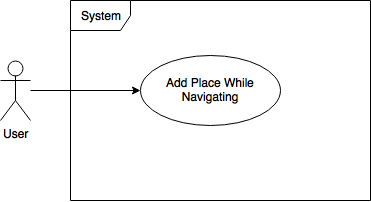 System
Add Place While
Navigating
User